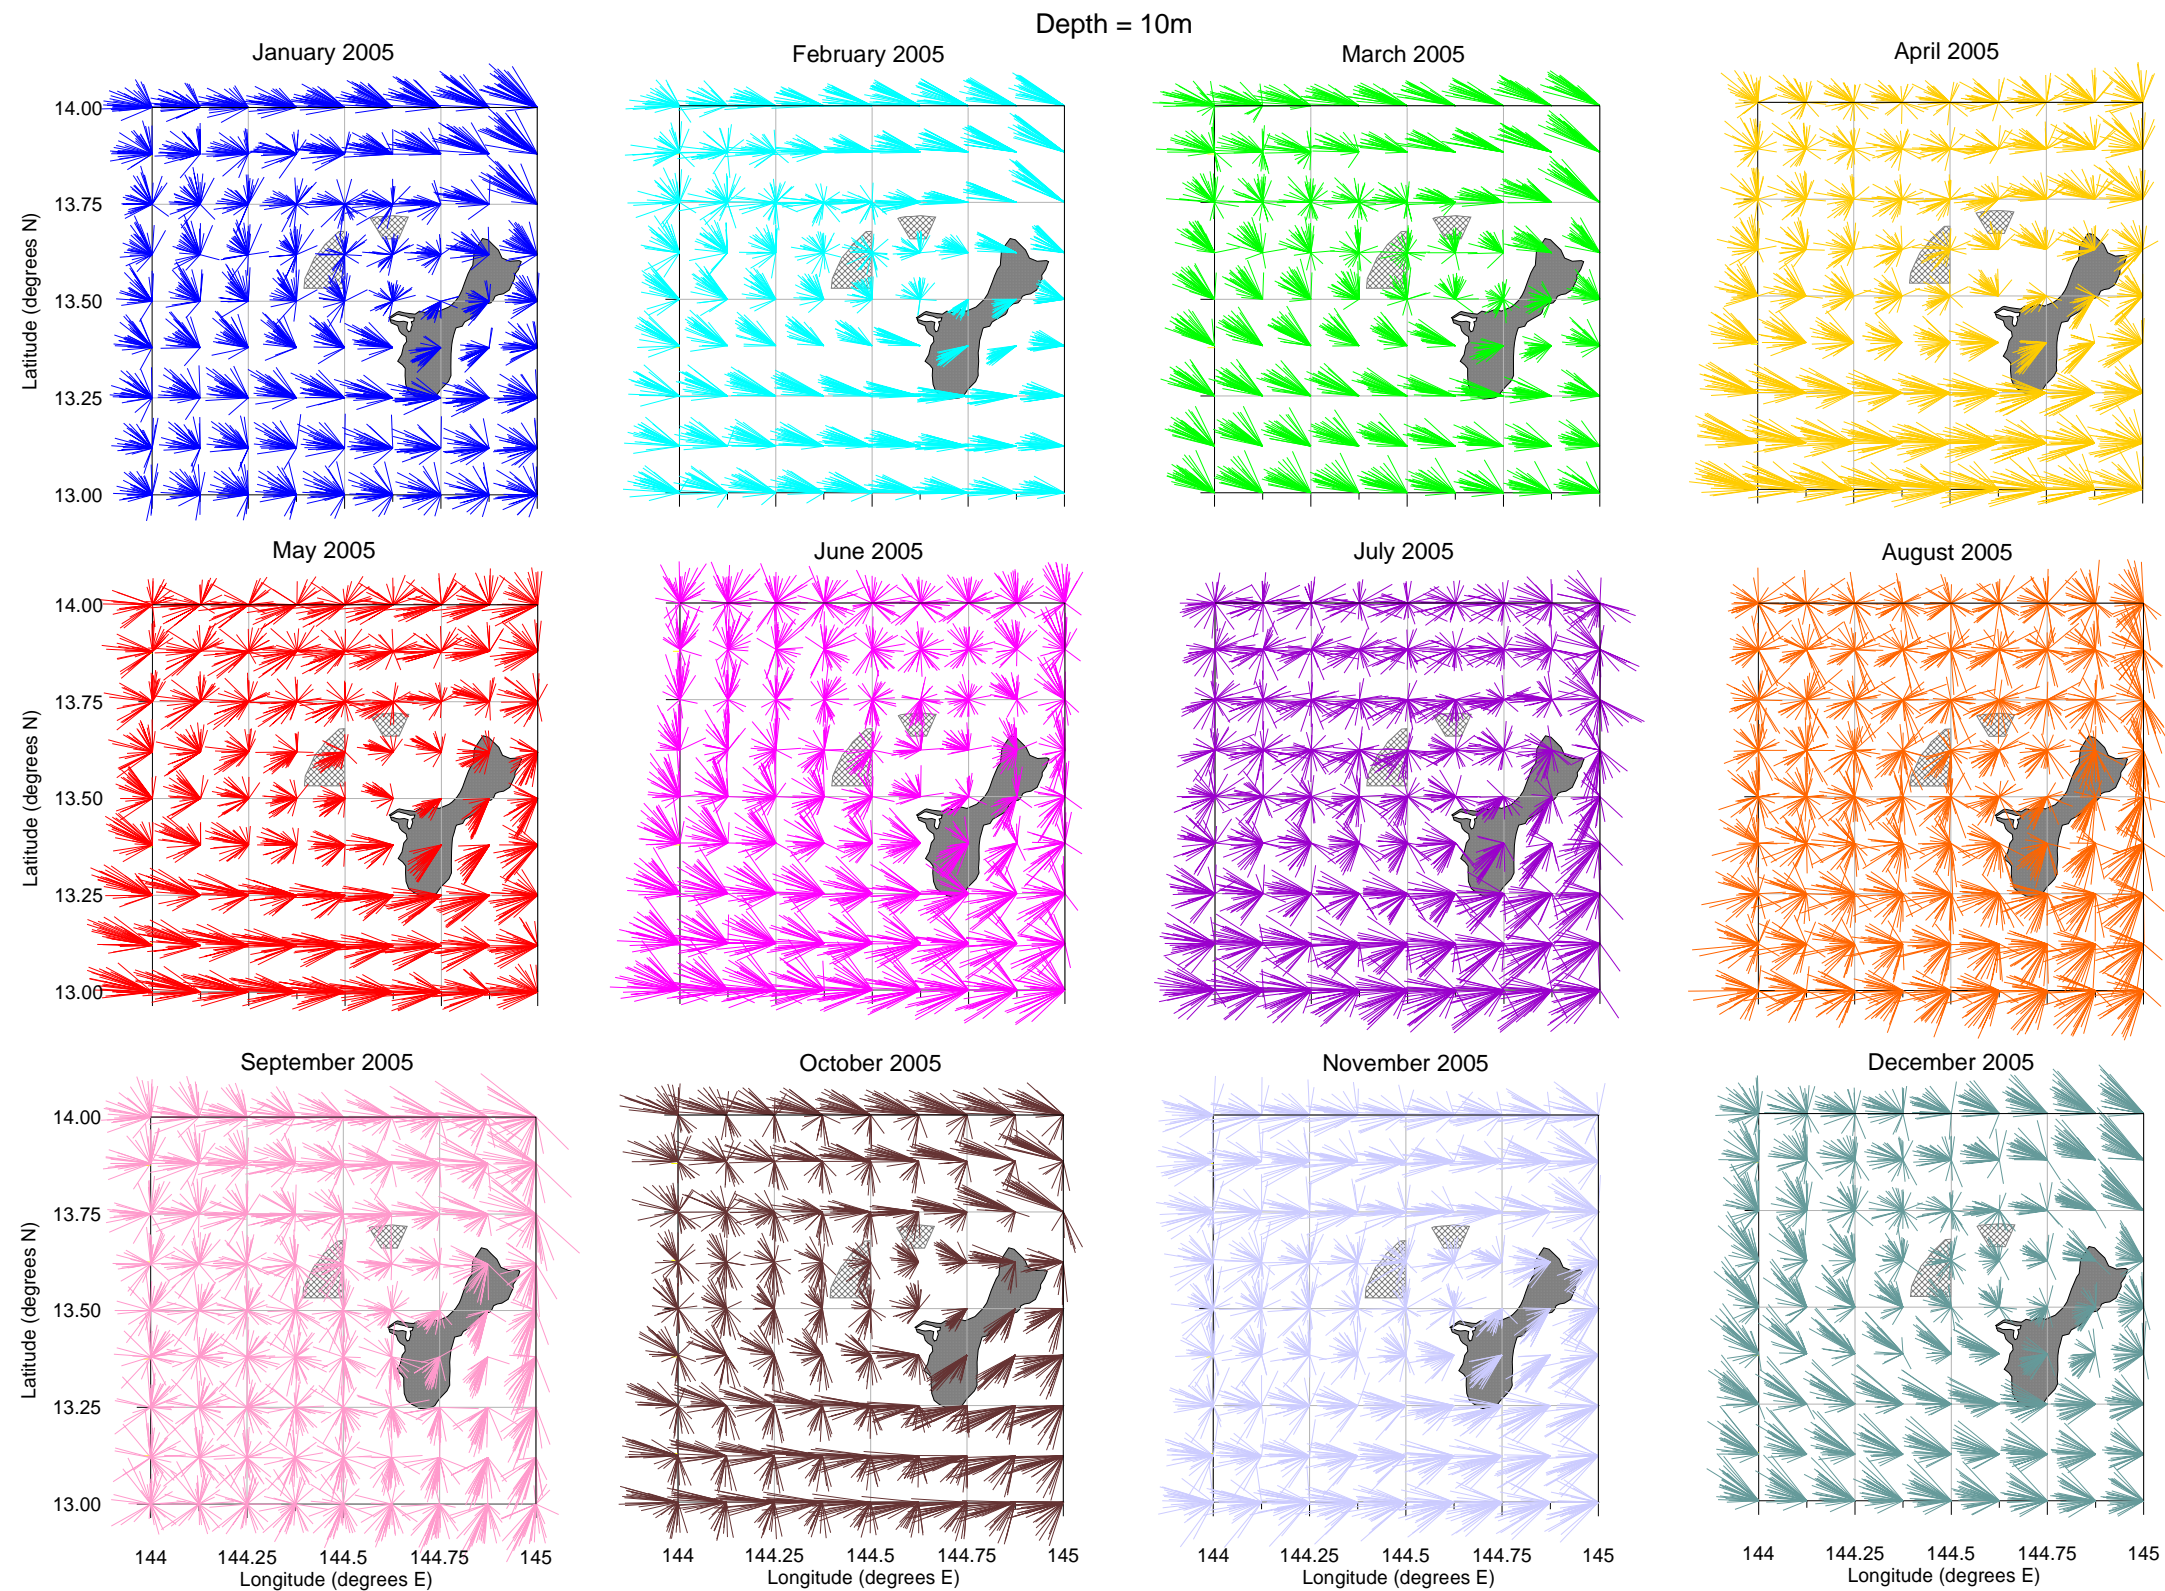 Depth = 10m
January 2005
February 2005
March 2005
April 2005
14.00
13.75
13.50
13.25
13.00
Latitude (degrees N)
May 2005
June 2005
July 2005
August 2005
14.00
13.75
13.50
13.25
13.00
Latitude (degrees N)
September 2005
October 2005
November 2005
December 2005
14.00
13.75
13.50
13.25
13.00
Latitude (degrees N)
144 144.25 144.5 144.75 145
144 144.25 144.5 144.75 145
144 144.25 144.5 144.75 145
144 144.25 144.5 144.75 145
Longitude (degrees E)
Longitude (degrees E)
Longitude (degrees E)
Longitude (degrees E)